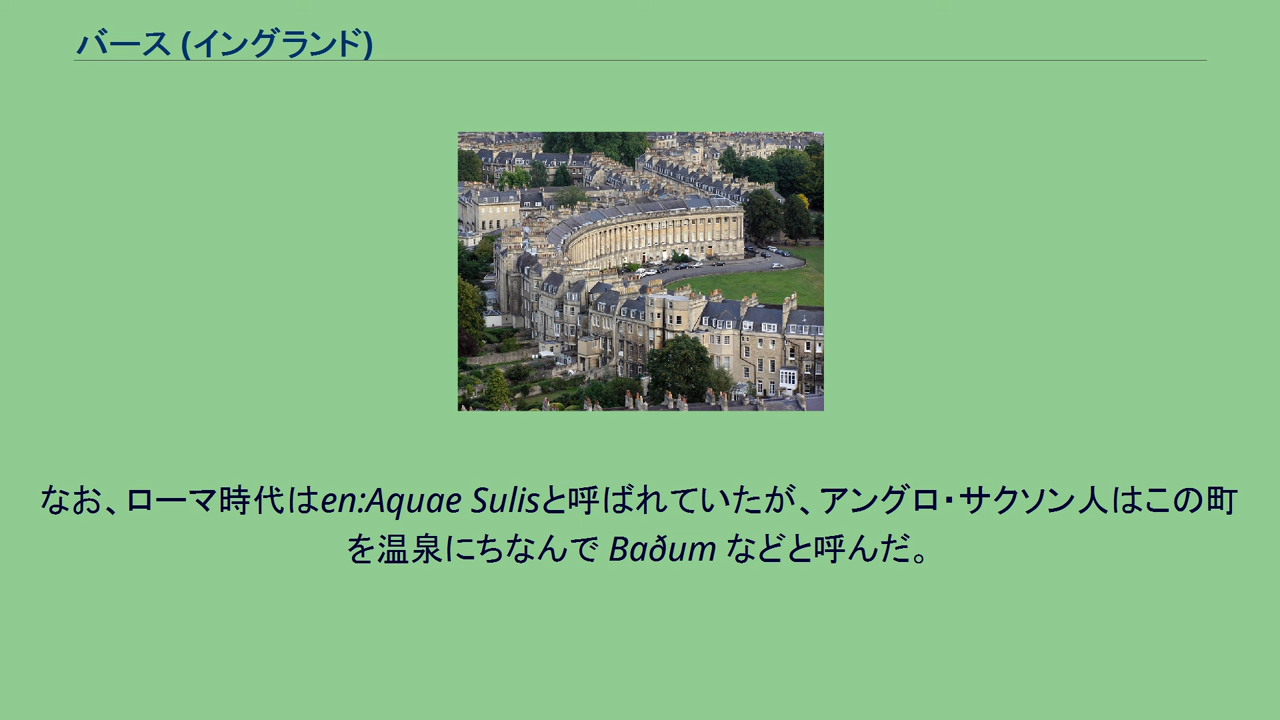 バース (イングランド)
なお、ローマ時代はen:Aquae Sulisと呼ばれていたが、アングロ・サクソン人はこの町
を温泉にちなんで Baðum などと呼んだ。